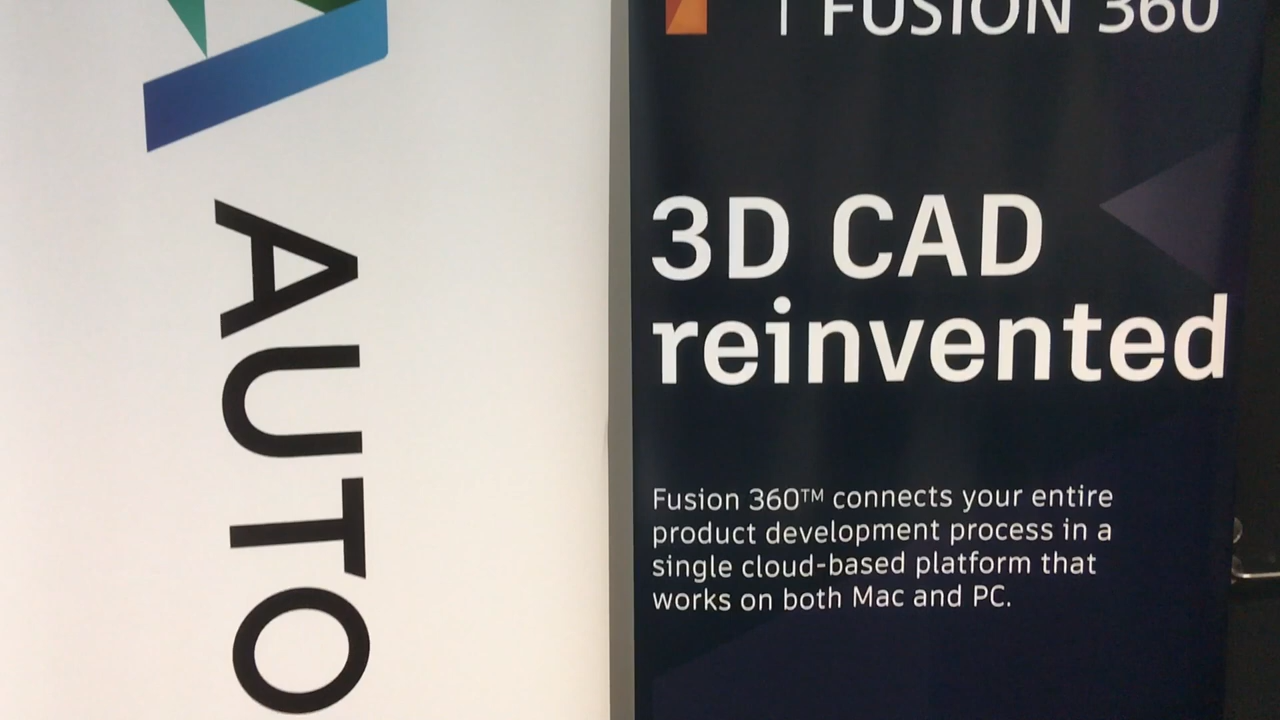 AUTO
FUSION 360
3D CAD
reinvented
Fusion 360™ connects your entire
product development process in a
single cloud-based platform that
works on both Mac and PC.